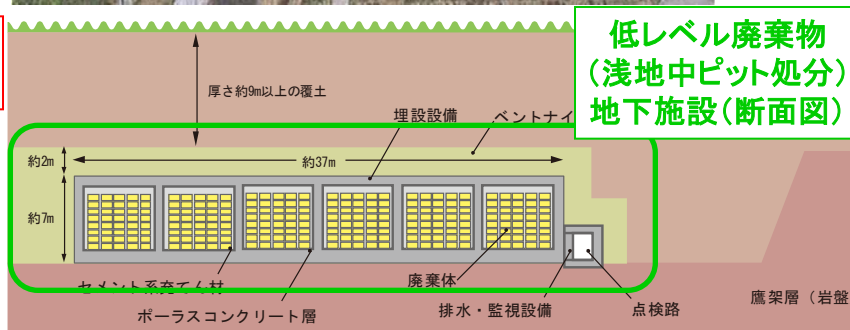 低レベル廃棄物
(浅地中ピット処分)
地下施設(断面図)
厚さ約9m以上の覆土
埋設設備
ベントナイ
約2m
約37m
約7m
セメント系充てん材
廃棄体
ポーラスコンクリート層
排水・監視設備
点検路
鷹架層(岩盤